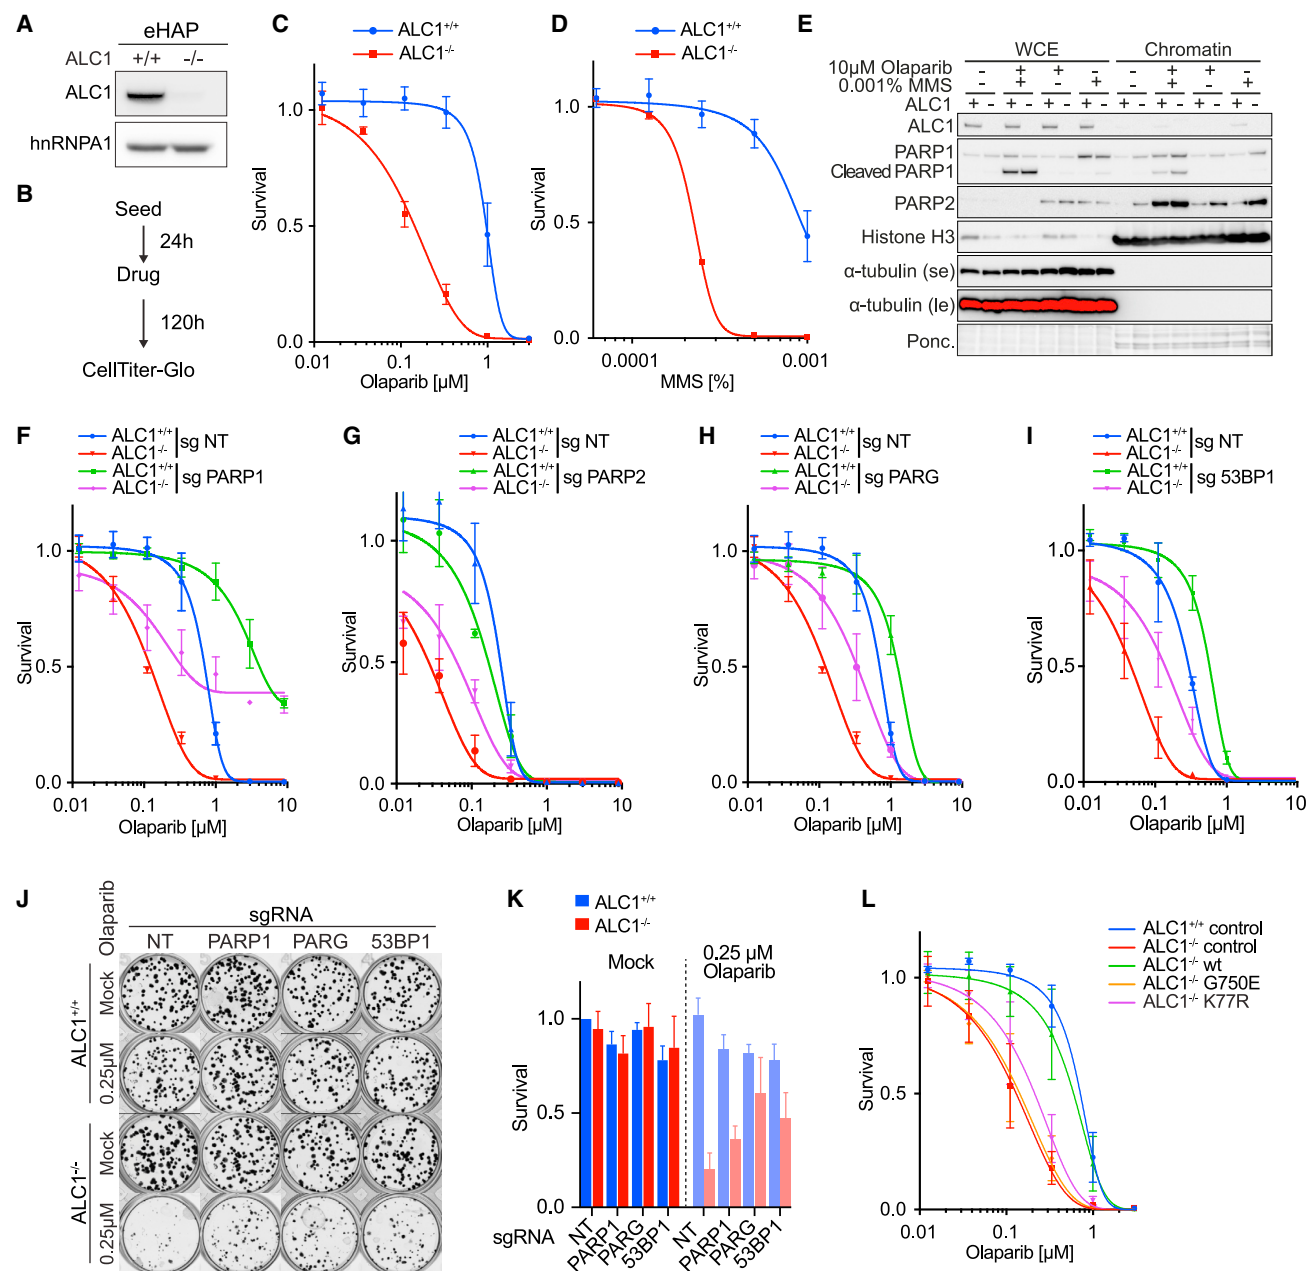 A
eHAP
ALC1 +/+ -/-
ALC1
hnRNPA1
B
Seed
24h
Drug
120h
CellTiter-Glo
C
ALC1+/+
ALC1-/-
Survival
1.0
0.5
0.0
0.01 0.1 1
Olaparib [µM]
D
ALC1+/+
ALC1-/-
Survival
1.0
0.5
0.0
0.0001 0.001
MMS [%]
E
WCE Chromatin
10µM Olaparib - + + - - + + -
0.001% MMS - + - + - + - +
ALC1 + - + - + - + - + - + - + - + -
ALC1
PARP1
Cleaved PARP1
PARP2
Histone H3
α-tubulin (se)
α-tubulin (le)
Ponc.
F
ALC1+/+
ALC1-/-
sg NT
ALC1+/+
ALC1-/-
sg PARP1
Survival
1.0
0.5
0.0
0.01 0.1 1 10
Olaparib [µM]
G
ALC1+/+
ALC1-/-
sg NT
ALC1+/+
ALC1-/-
sg PARP2
Survival
1.0
0.5
0.0
0.01 0.1 1 10
Olaparib [µM]
H
ALC1+/+
ALC1-/-
sg NT
ALC1+/+
ALC1-/-
sg PARG
Survival
1.0
0.5
0.0
0.01 0.1 1 10
Olaparib [µM]
I
ALC1+/+
ALC1-/-
sg NT
ALC1+/+
ALC1-/-
sg 53BP1
Survival
1.0
0.5
0.0
0.01 0.1 1 10
Olaparib [µM]
J
Olaparib
sgRNA
NT PARP1 PARG 53BP1
ALC1+/+
Mock
0.25µM
ALC1-/-
Mock
0.25µM
K
ALC1+/+
ALC1-/-
Mock
0.25 µM
Olaparib
Survival
1.0
0.5
0.0
sgRNA
NT PARP1 PARG 53BP1 NT PARP1 PARG 53BP1
L
ALC1+/+ control
ALC1-/- control
ALC1-/- wt
ALC1-/- G750E
ALC1-/- K77R
Survival
1.0
0.5
0.0
0.01 0.1 1
Olaparib [µM]